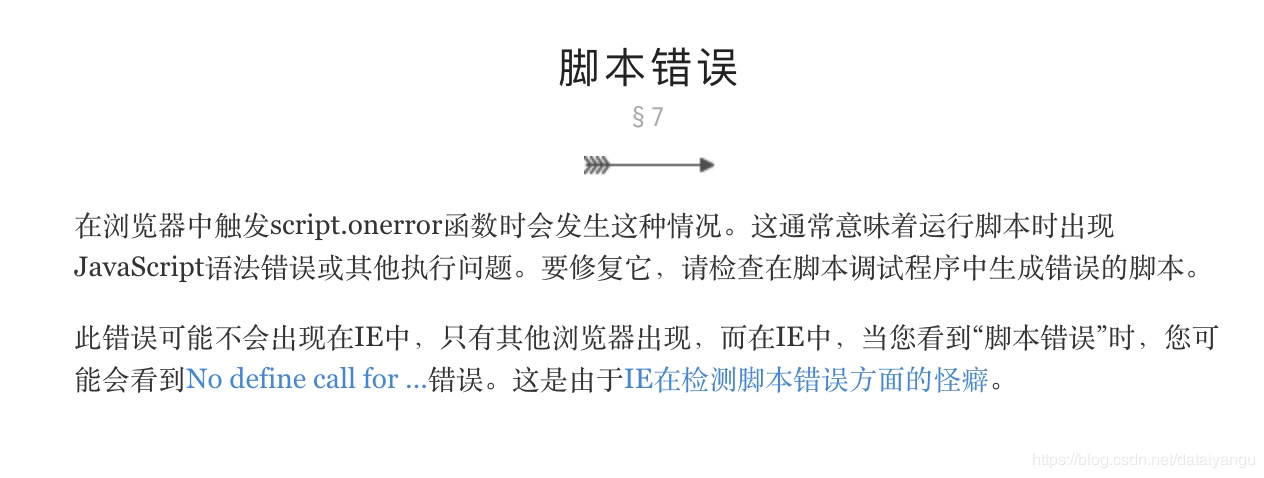 脚本错误
§ 7
在浏览器中触发script.onerror函数时会发生这种情况。这通常意味着运行脚本时出现
JavaScript语法错误或其他执行问题。要修复它，请检查在脚本调试程序中生成错误的脚本。
此错误可能不会出现在IE中，只有其他浏览器出现，而在IE中，当您看到“脚本错误”时，您可
能会看到No define call for ...错误。这是由于IE在检测脚本错误方面的怪癖。
https://blog.csdn.net/dataiyangu